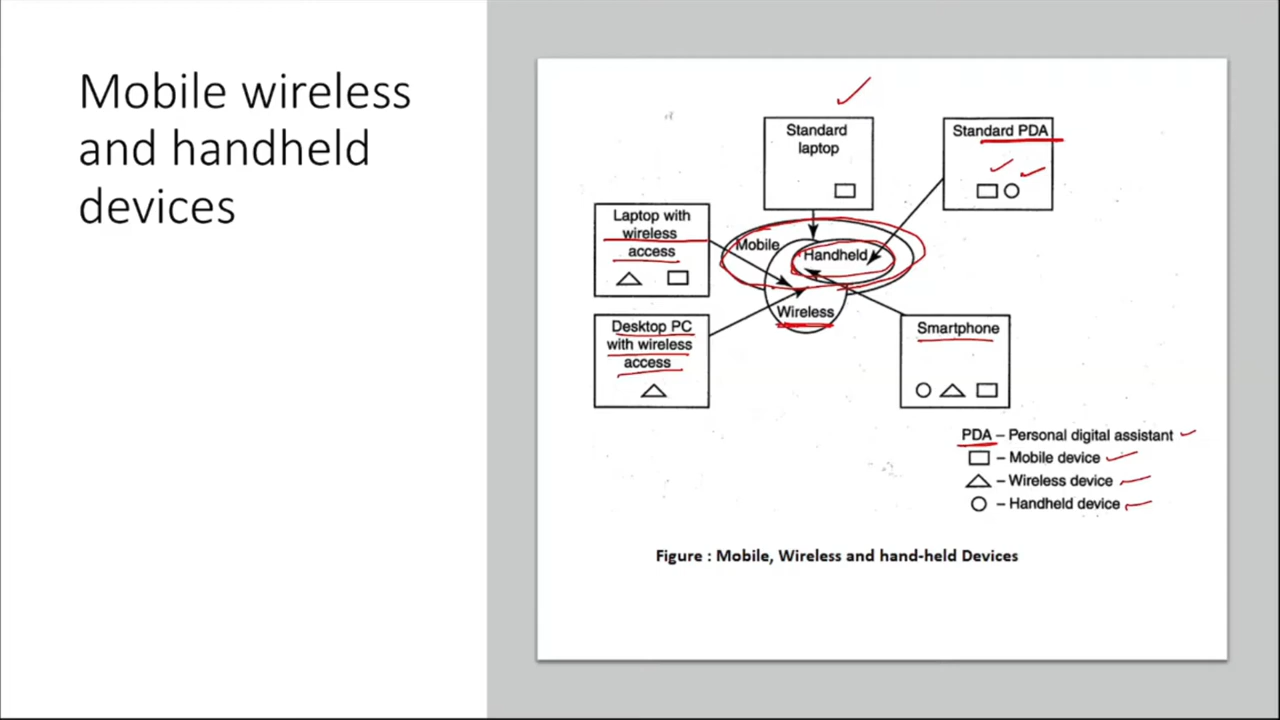 Mobile wireless
and handheld
devices
Standard
laptop
Standard PDA
Laptop with
wireless
access
Mobile
Handheld
Wireless
Desktop PC
with wireless
access
Smartphone
PDA – Personal digital assistant
– Mobile device
– Wireless device
– Handheld device
Figure : Mobile, Wireless and hand-held Devices